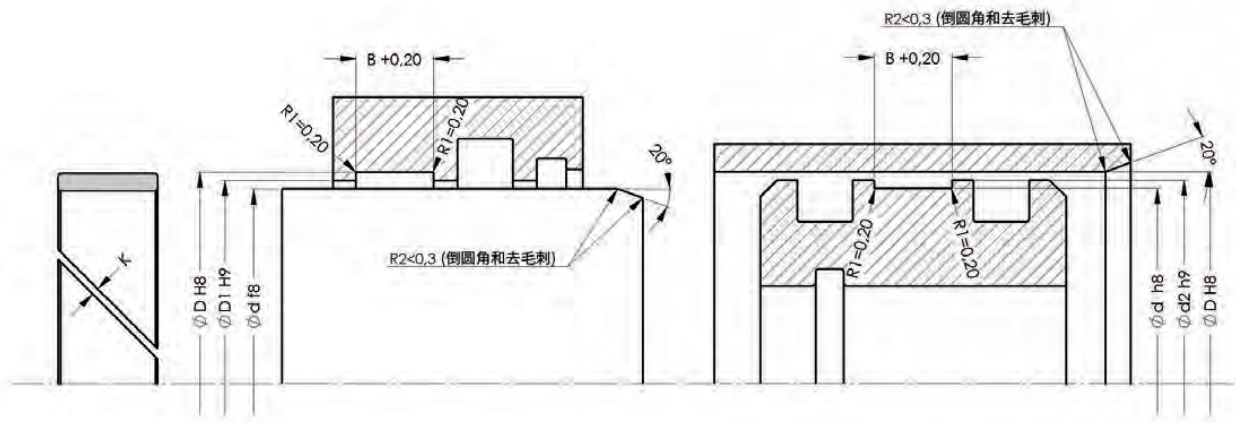 K
∅D H8
∅D1 H9
∅d f8
B +0,20
R1=0,20
R1=0,20
20°
R2<0,3 (倒圆角和去毛刺)
R2<0,3 (倒圆角和去毛刺)
B +0,20
20°
R1=0,20
R1=0,20
∅d h8
∅d2 h9
∅D H8